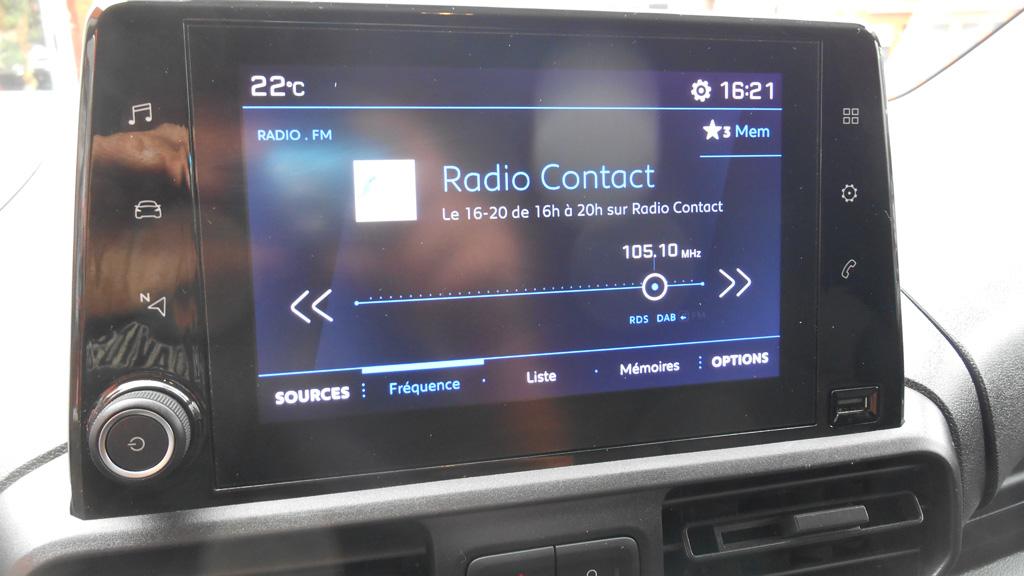 22°C
16:21
RADIO . FM
3 Mem
Radio Contact
Le 16-20 de 16h à 20h sur Radio Contact
105.10 MHz
RDS DAB FM
SOURCES
Fréquence
Liste
Mémoires
OPTIONS
N